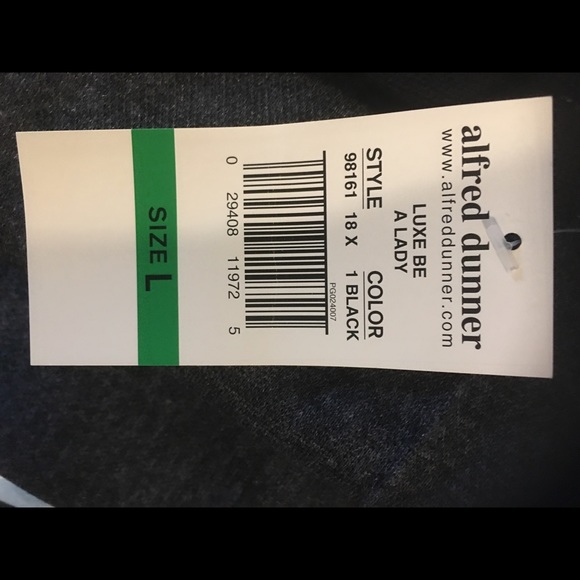 alfred dunner
www.alfreddunner.com
LUXE BE
A LADY
STYLE COLOR
98161 18 X 1 BLACK
PG024007
0 29408 11972 5
SIZE L